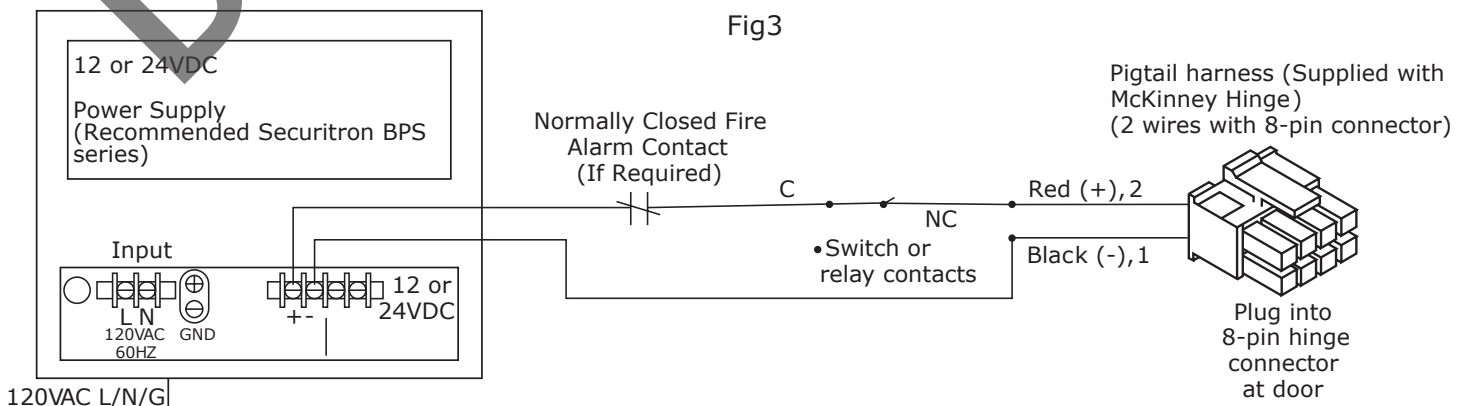 Fig3
12 or 24VDC
Power Supply
(Recommended Securitron BPS
series)
Normally Closed Fire
Alarm Contact
(If Required)
Pigtail harness (Supplied with
McKinney Hinge)
(2 wires with 8-pin connector)
C
NC
Red (+),2
Black (-),1
Switch or
relay contacts
Input
L N
120VAC
60HZ
GND
+-
12 or
24VDC
Plug into
8-pin hinge
connector
at door
120VAC L/N/G